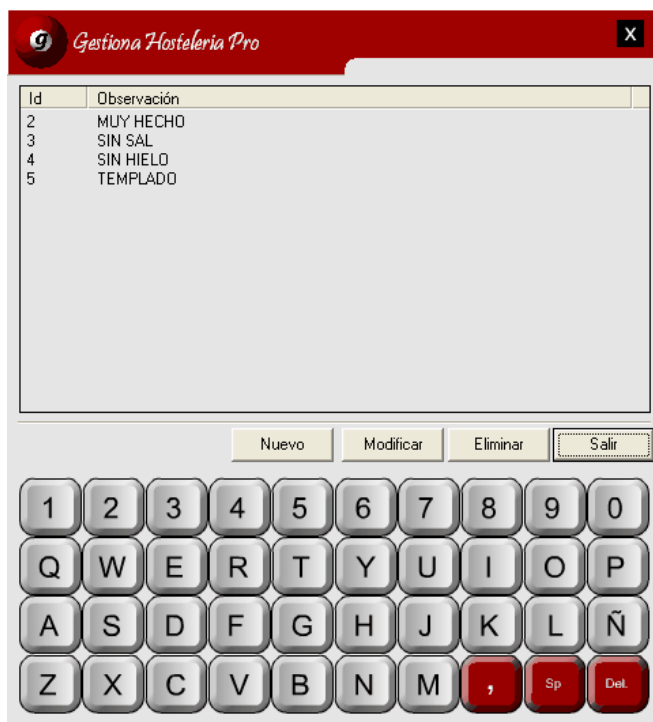 g Gestiona Hostelería Pro X
Id Observación
2 MUY HECHO
3 SIN SAL
4 SIN HIELO
5 TEMPLADO
Nuevo Modificar Eliminar Salir
1 2 3 4 5 6 7 8 9 0
Q W E R T Y U I O P
A S D F G H J K L Ñ
Z X C V B N M , Sp Del.